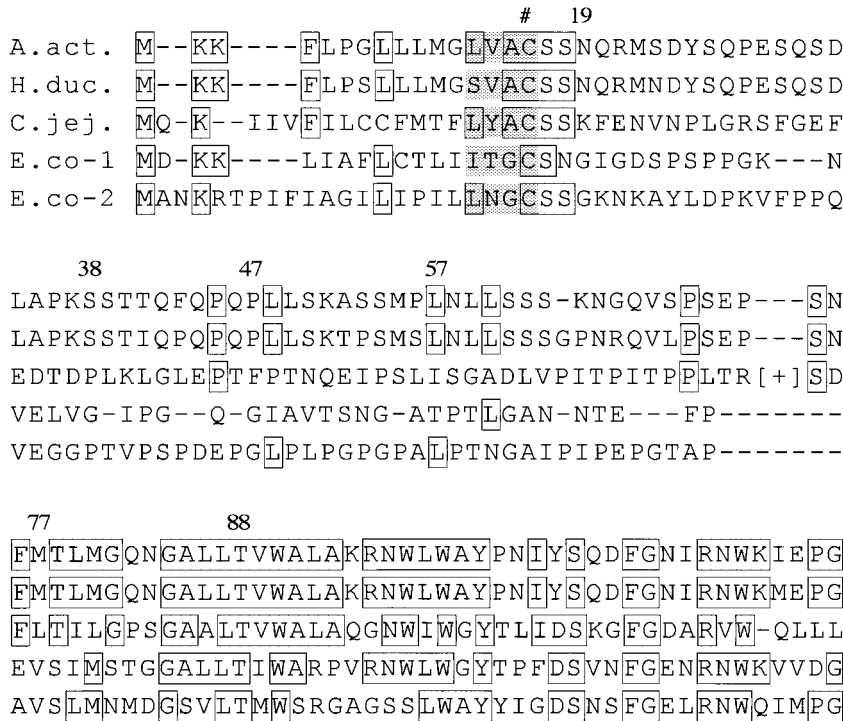 # 19
A.act. M--KK----FLPGLLLMGLVACSSNQRMSDYSQPESQSD
H.duc. M--KK----FLPSLLLMGSVACSSNQRMNDYSQPESQSD
C.jej. MQ-K--IIVFILCCFMTFLYACSSKFENVNPLGRSFGEF
E.co-1 MD-KK----LIAFLCTLIITGCSNGIGDSPSPPGK---N
E.co-2 MANKRTPIFIAGILIPILLNGCSSGKNKAYLDPKVFPPQ
38 47 57
LAPKSSTTQFQPQPLLSKASSMPLNLLSSS-KNGQVSPSEP---SN
LAPKSSTIQPQPQPLLSKTPSMSLNLLSSSGPNRQVLPSEP---SN
EDTDPLKLGLEPTFPTNQEIPSLISGADLVPITPITPPLTR[+]SD
VELVG-IPG--Q-GIAVTSNG-ATPTLGAN-NTE---FP-------
VEGGPTVPSPDEPGLPLPGPGPALPTNGAIPIPEPGTAP-------
77 88
FMTLMGQNGALLTVWALAKRNWLWAYPNIYSQDFGNIRNWKIEPG
FMTLMGQNGALLTVWALAKRNWLWAYPNIYSQDFGNIRNWKMEPG
FLTILGPSGAALTVWALAQGNWIWGYTLIDSKGFGDARVW-QLLL
EVSIMSTGGALLTIWARPVRNWLWGYTPFDSVNFGENRNWKVVDG
AVSLMNMDGSVLTMWSRGAGSSLWAYYIGDSNSFGELRNWQIMPG